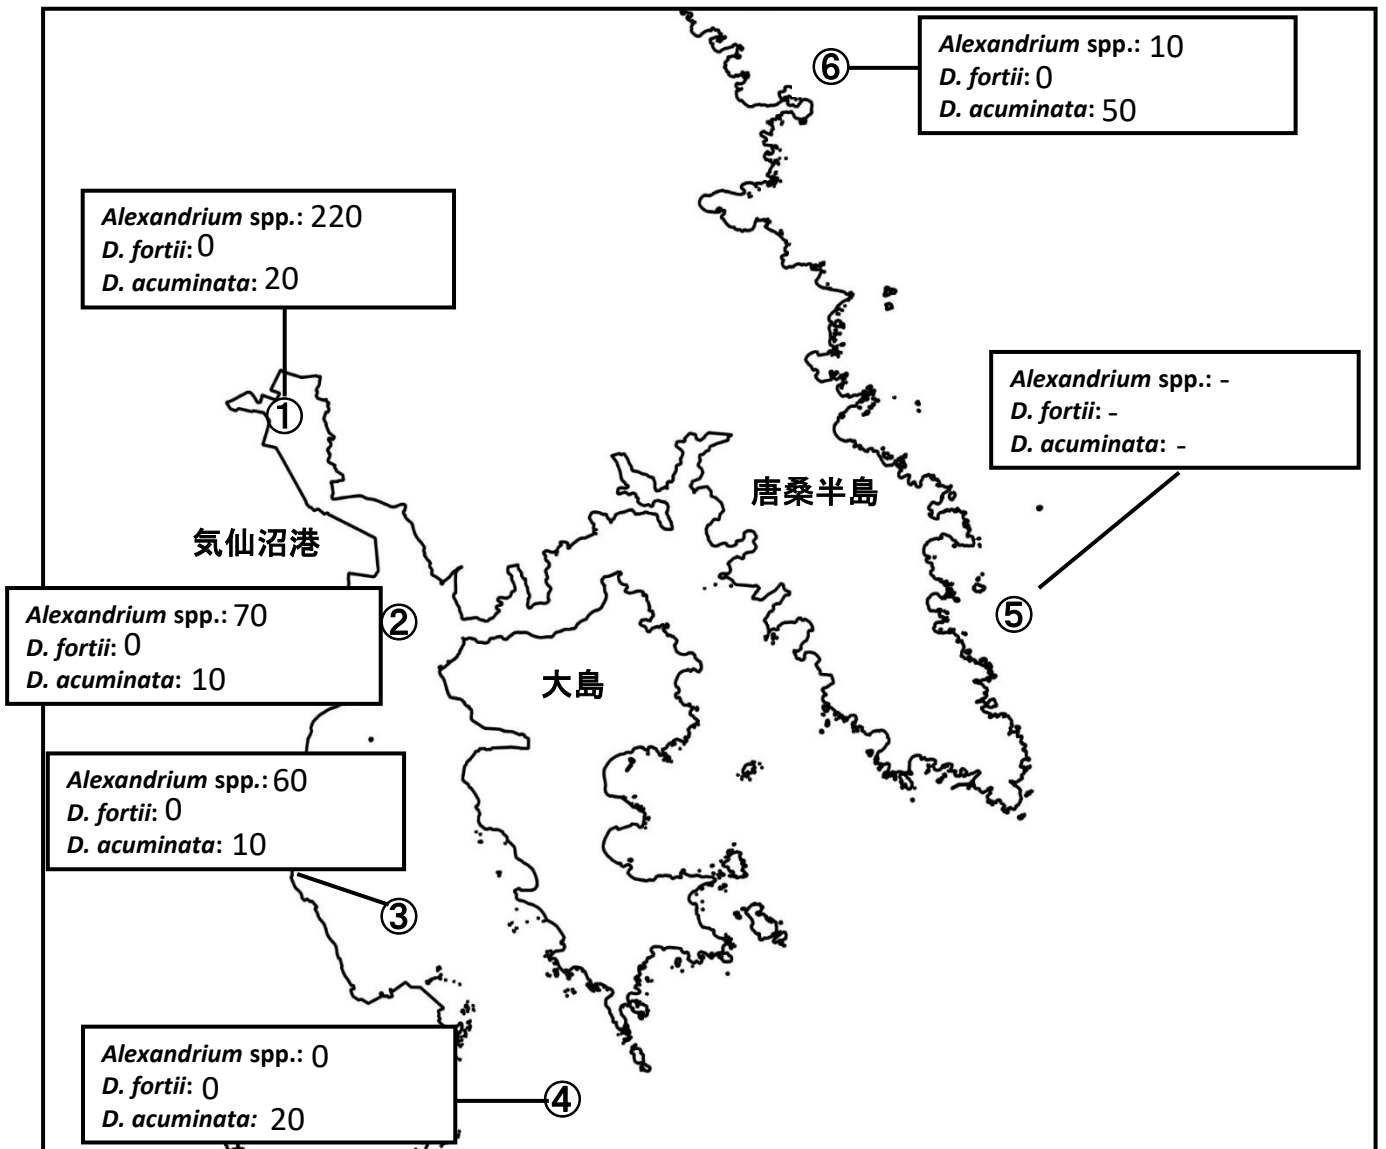 ⑥
Alexandrium spp.: 10
D. fortii: 0
D. acuminata: 50
Alexandrium spp.: 220
D. fortii: 0
D. acuminata: 20
①
Alexandrium spp.: -
D. fortii: -
D. acuminata: -
唐桑半島
気仙沼港
Alexandrium spp.: 70
D. fortii: 0
D. acuminata: 10
②
⑤
大島
Alexandrium spp.: 60
D. fortii: 0
D. acuminata: 10
③
Alexandrium spp.: 0
D. fortii: 0
D. acuminata: 20
④